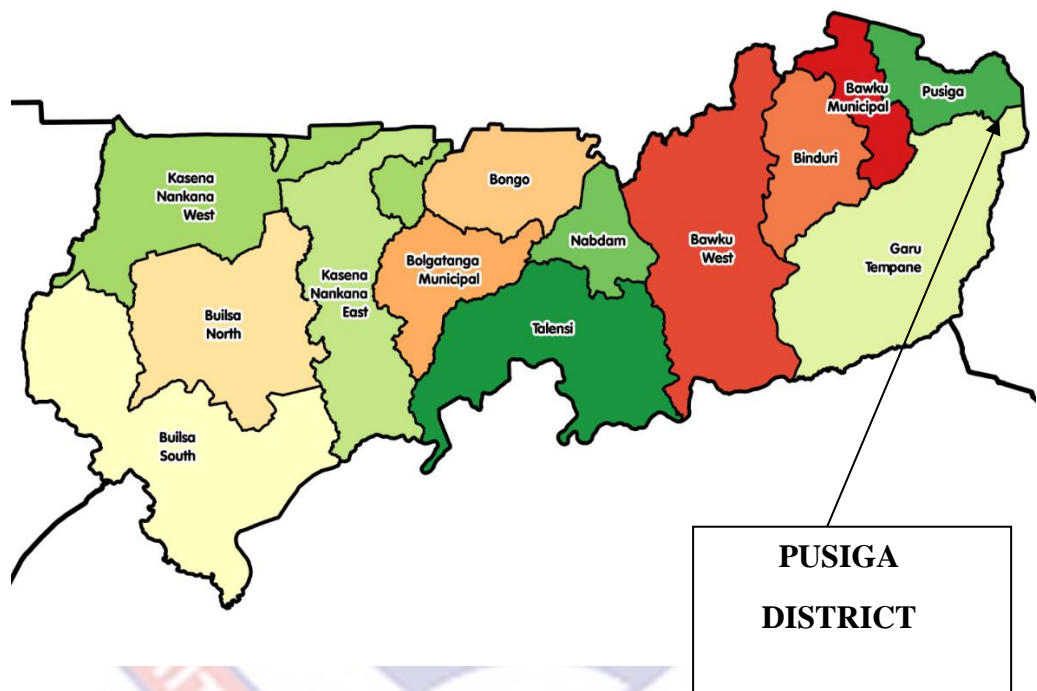 Kasena
Nankana
West
Builsa
North
Builsa
South
Kasena
Nankana
East
Bongo
Bolgatanga
Municipal
Nabdam
Talensi
Bawku
West
Binduri
Bawku
Municipal
Pusiga
Garu
Tempane
PUSIGA
DISTRICT